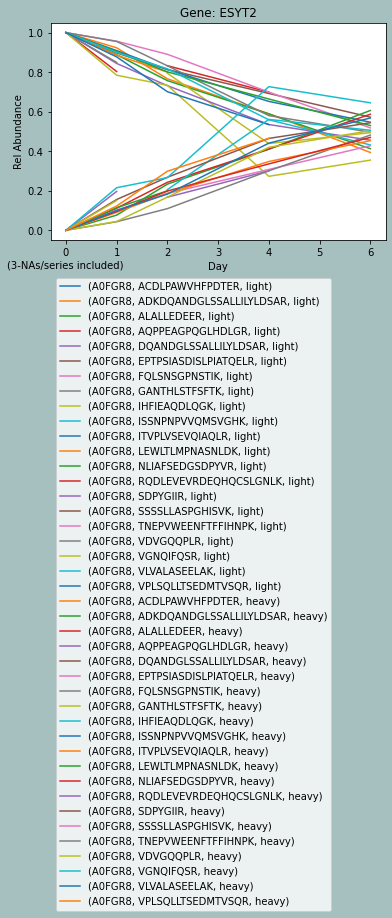 Gene: ESYT2
1.0
0.8
0.6
0.4
0.2
0.0
Rel Abundance
0 1 2 3 4 5 6
(3-NAs/series included)
Day
(A0FGR8, ACDLPAWVHFPDTER, light)
(A0FGR8, ADKDQANDGLSSALLILYLDSAR, light)
(A0FGR8, ALALLEDEER, light)
(A0FGR8, AQPPEAGPQGLHDLGR, light)
(A0FGR8, DQANDGLSSALLILYLDSAR, light)
(A0FGR8, EPTPSIASDISLPIATQELR, light)
(A0FGR8, FQLSNSGPNSTIK, light)
(A0FGR8, GANTHLSTFSFTK, light)
(A0FGR8, IHFIEAQDLQGK, light)
(A0FGR8, ISSNPNPVVQMSVGHK, light)
(A0FGR8, ITVPLVSEVQIAQLR, light)
(A0FGR8, LEWLTLMPNASNLDK, light)
(A0FGR8, NLIAFSEDGSDPYVR, light)
(A0FGR8, RQDLEVEVRDEQHQCSLGNLK, light)
(A0FGR8, SDPYGIIR, light)
(A0FGR8, SSSSLLASPGHISVK, light)
(A0FGR8, TNEPVWEENFTFFIHNPK, light)
(A0FGR8, VDVGQQPLR, light)
(A0FGR8, VGNQIFQSR, light)
(A0FGR8, VLVALASEELAK, light)
(A0FGR8, VPLSQLLTSEDMTVSQR, light)
(A0FGR8, ACDLPAWVHFPDTER, heavy)
(A0FGR8, ADKDQANDGLSSALLILYLDSAR, heavy)
(A0FGR8, ALALLEDEER, heavy)
(A0FGR8, AQPPEAGPQGLHDLGR, heavy)
(A0FGR8, DQANDGLSSALLILYLDSAR, heavy)
(A0FGR8, EPTPSIASDISLPIATQELR, heavy)
(A0FGR8, FQLSNSGPNSTIK, heavy)
(A0FGR8, GANTHLSTFSFTK, heavy)
(A0FGR8, IHFIEAQDLQGK, heavy)
(A0FGR8, ISSNPNPVVQMSVGHK, heavy)
(A0FGR8, ITVPLVSEVQIAQLR, heavy)
(A0FGR8, LEWLTLMPNASNLDK, heavy)
(A0FGR8, NLIAFSEDGSDPYVR, heavy)
(A0FGR8, RQDLEVEVRDEQHQCSLGNLK, heavy)
(A0FGR8, SDPYGIIR, heavy)
(A0FGR8, SSSSLLASPGHISVK, heavy)
(A0FGR8, TNEPVWEENFTFFIHNPK, heavy)
(A0FGR8, VDVGQQPLR, heavy)
(A0FGR8, VGNQIFQSR, heavy)
(A0FGR8, VLVALASEELAK, heavy)
(A0FGR8, VPLSQLLTSEDMTVSQR, heavy)